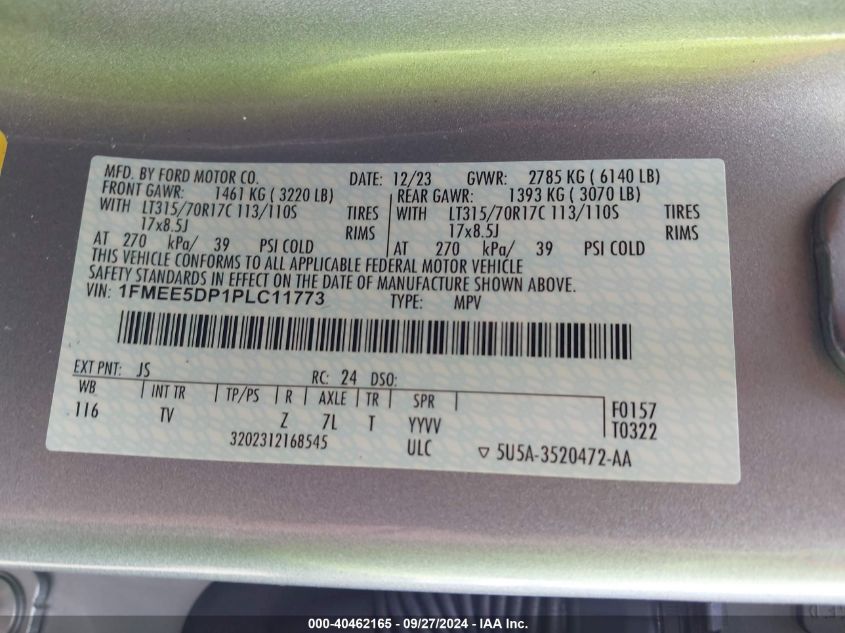 MFD. BY FORD MOTOR CO. DATE: 12/23 GVWR: 2785 KG ( 6140 LB)
FRONT GAWR: 1461 KG ( 3220 LB) REAR GAWR: 1393 KG ( 3070 LB)
WITH LT315/70R17C 113/110S TIRES WITH LT315/70R17C 113/110S TIRES
17x8.5J RIMS 17x8.5J RIMS
AT 270 kPa/ 39 PSI COLD AT 270 kPa/ 39 PSI COLD
THIS VEHICLE CONFORMS TO ALL APPLICABLE FEDERAL MOTOR VEHICLE
SAFETY STANDARDS IN EFFECT ON THE DATE OF MANUFACTURE SHOWN ABOVE.
VIN: 1FMEE5DP1PLC11773 TYPE: MPV
EXT PNT: JS RC: 24 DSO:
WB INT TR TP/PS R AXLE TR SPR F0157
116 TV Z 7L T YYVV T0322
3202312168545 ULC 5U5A-3520472-AA
000-40462165 - 09/27/2024 - IAA Inc.